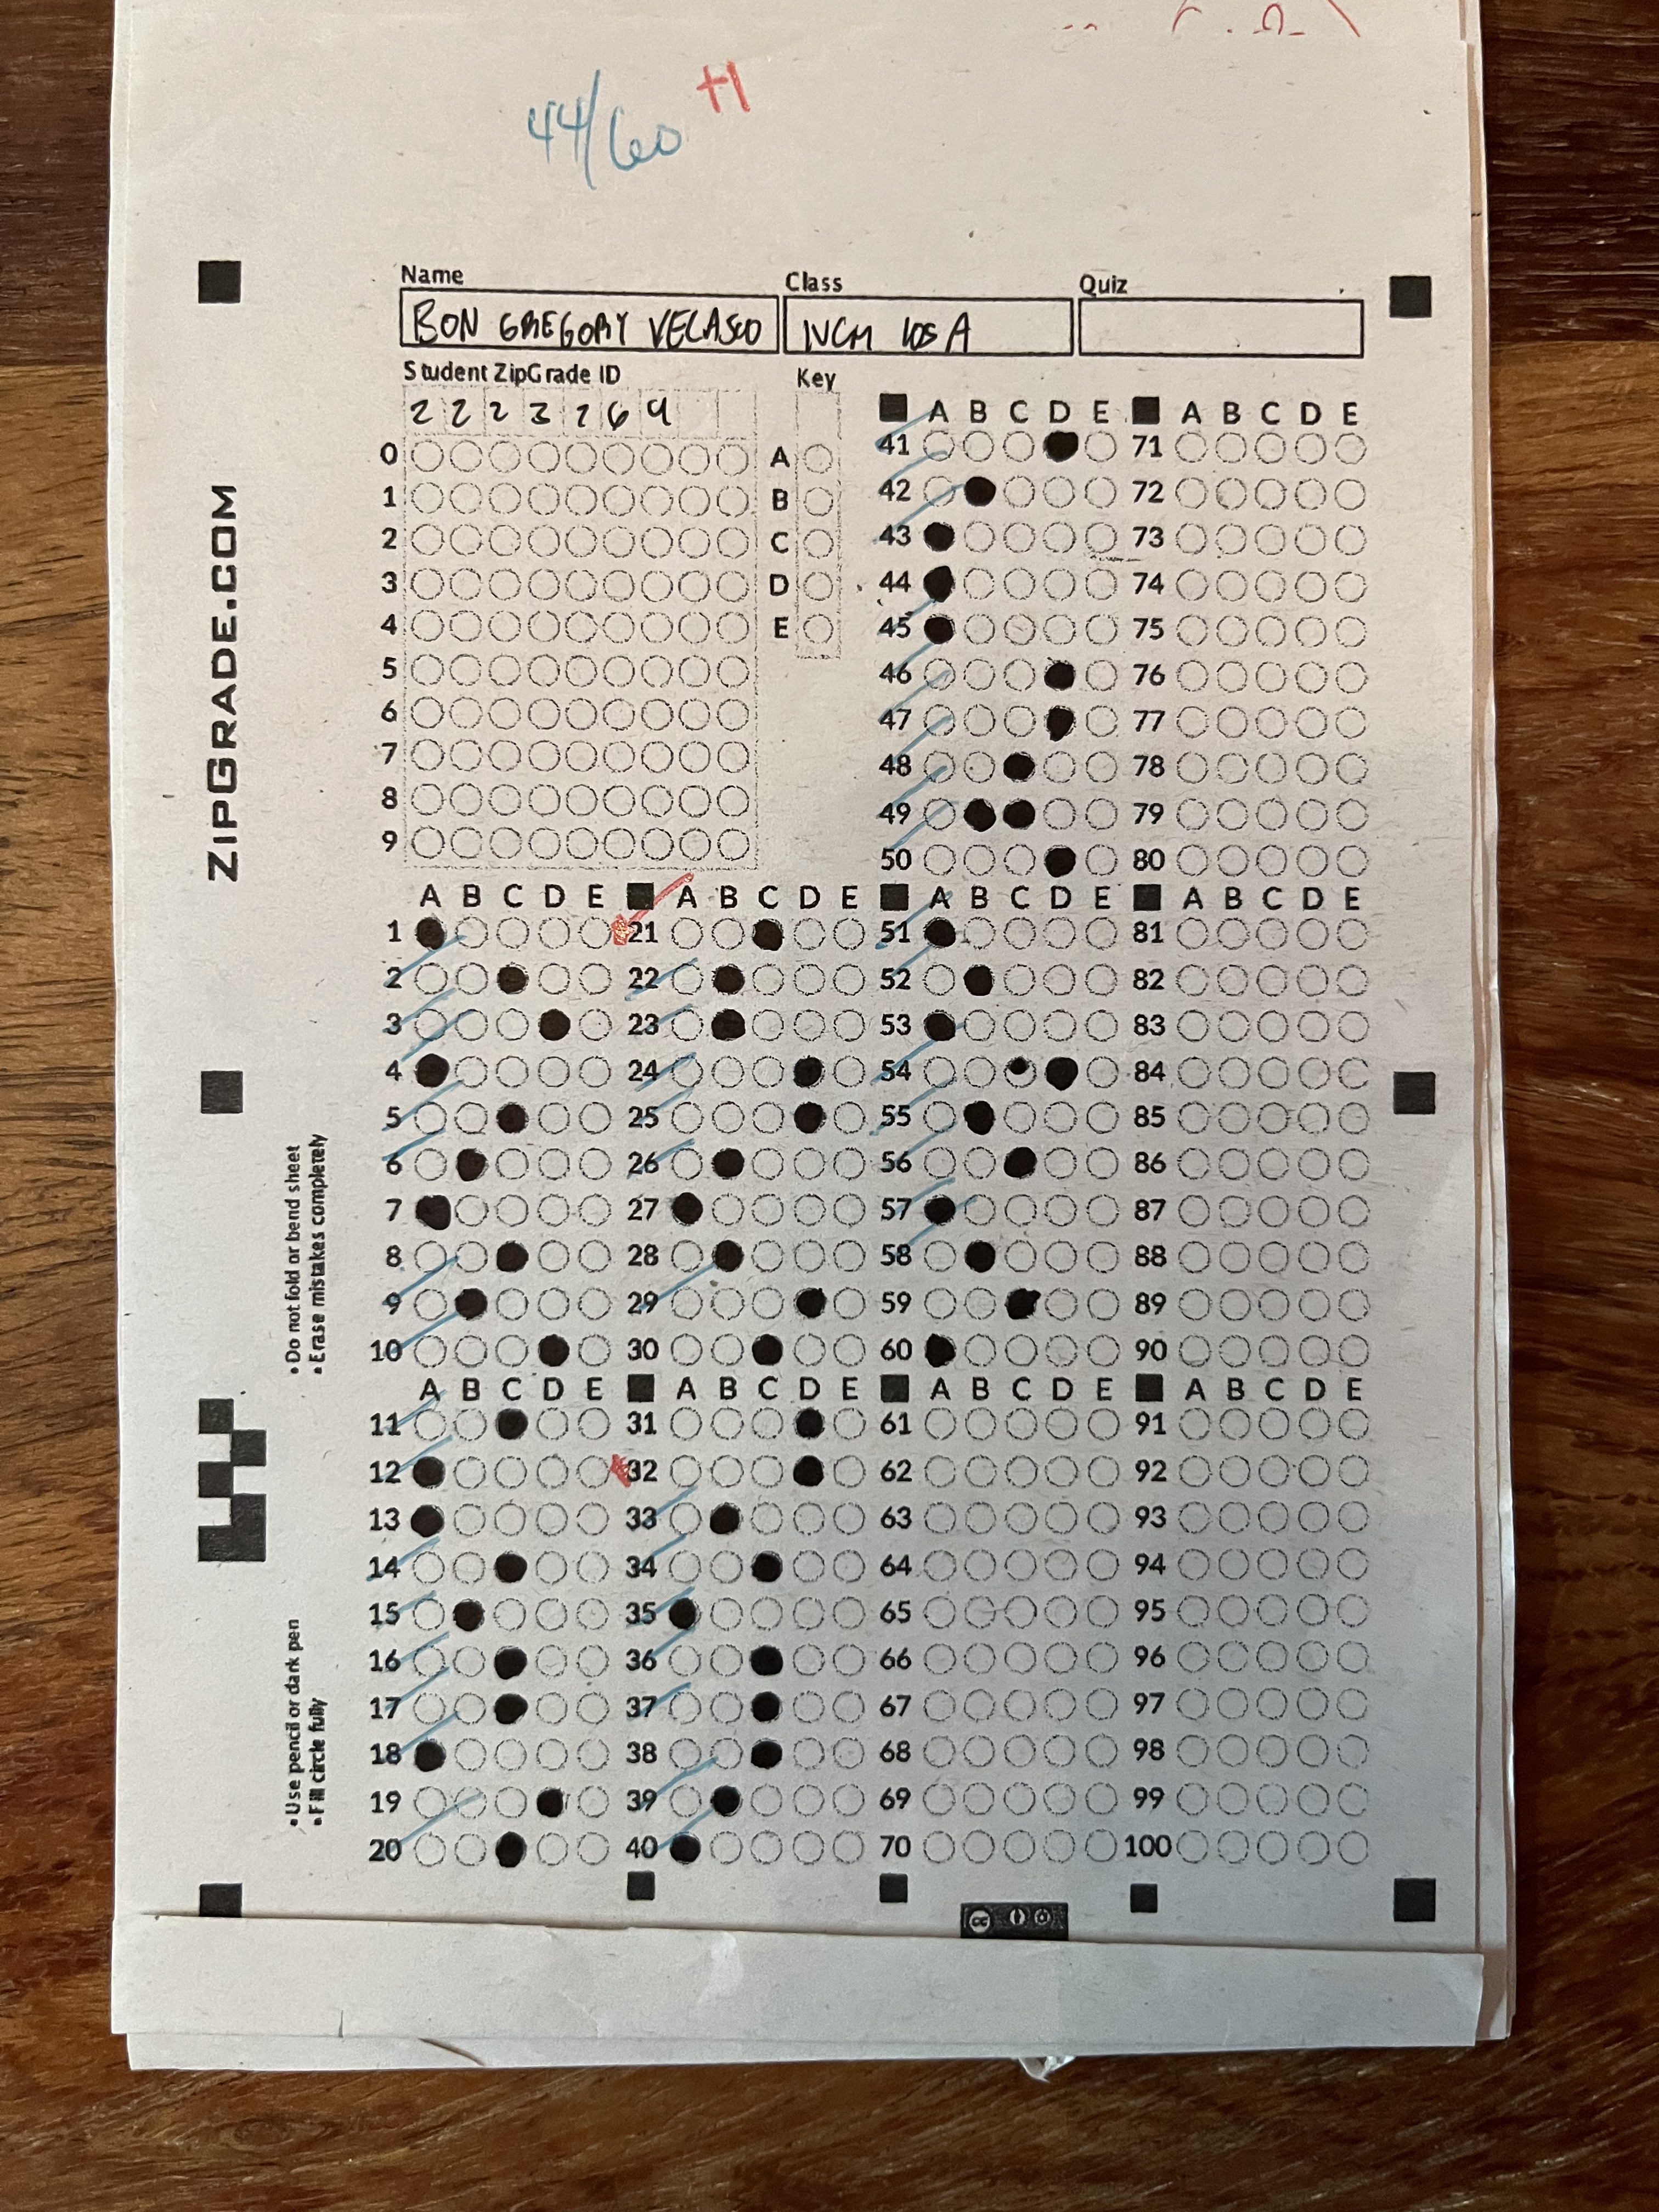 44/60 +1
Name Class Quiz
BON GREGORY VELASCO NCM 105 A
Student ZipGrade ID Key
2 2 2 3 2 6 4
A B C D E A B C D E
0 A 41 71
1 B 42 72
2 C 43 73
3 D 44 74
4 E 45 75
5 46 76
6 47 77
7 48 78
8 49 79
9 50 80
A B C D E A B C D E A B C D E A B C D E
1 21 51 81
2 22 52 82
3 23 53 83
4 24 54 84
5 25 55 85
6 26 56 86
7 27 57 87
8 28 58 88
9 29 59 89
10 30 60 90
A B C D E A B C D E A B C D E A B C D E
11 31 61 91
12 32 62 92
13 33 63 93
14 34 64 94
15 35 65 95
16 36 66 96
17 37 67 97
18 38 68 98
19 39 69 99
20 40 70 100
ZIPGRADE.COM
• Do not fold or bend sheet
• Erase mistakes completely
• Use pencil or dark pen
• Fill circle fully
cc